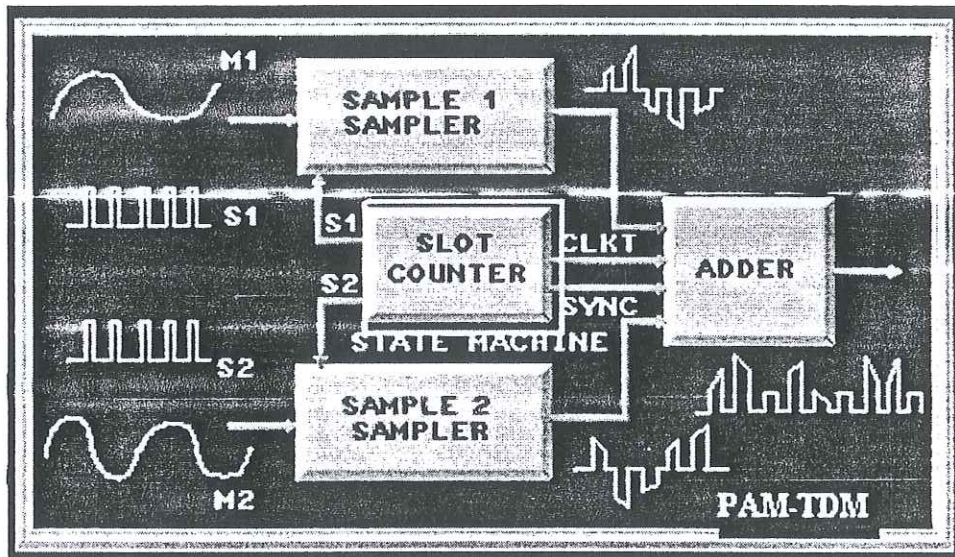 M1
SAMPLE 1
SAMPLER
S1
S1
SLOT
COUNTER
CLKT
ADDER
S2
SYNC
STATE MACHINE
S2
SAMPLE 2
SAMPLER
M2
PAM-TDM